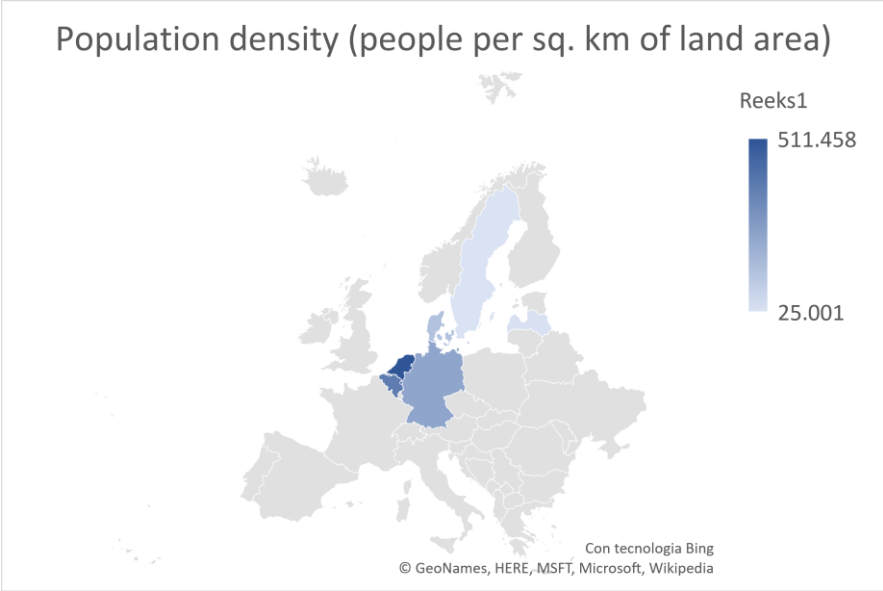 Population density (people per sq. km of land area)
Reeks1
511.458
25.001
Con tecnologia Bing
© GeoNames, HERE, MSFT, Microsoft, Wikipedia